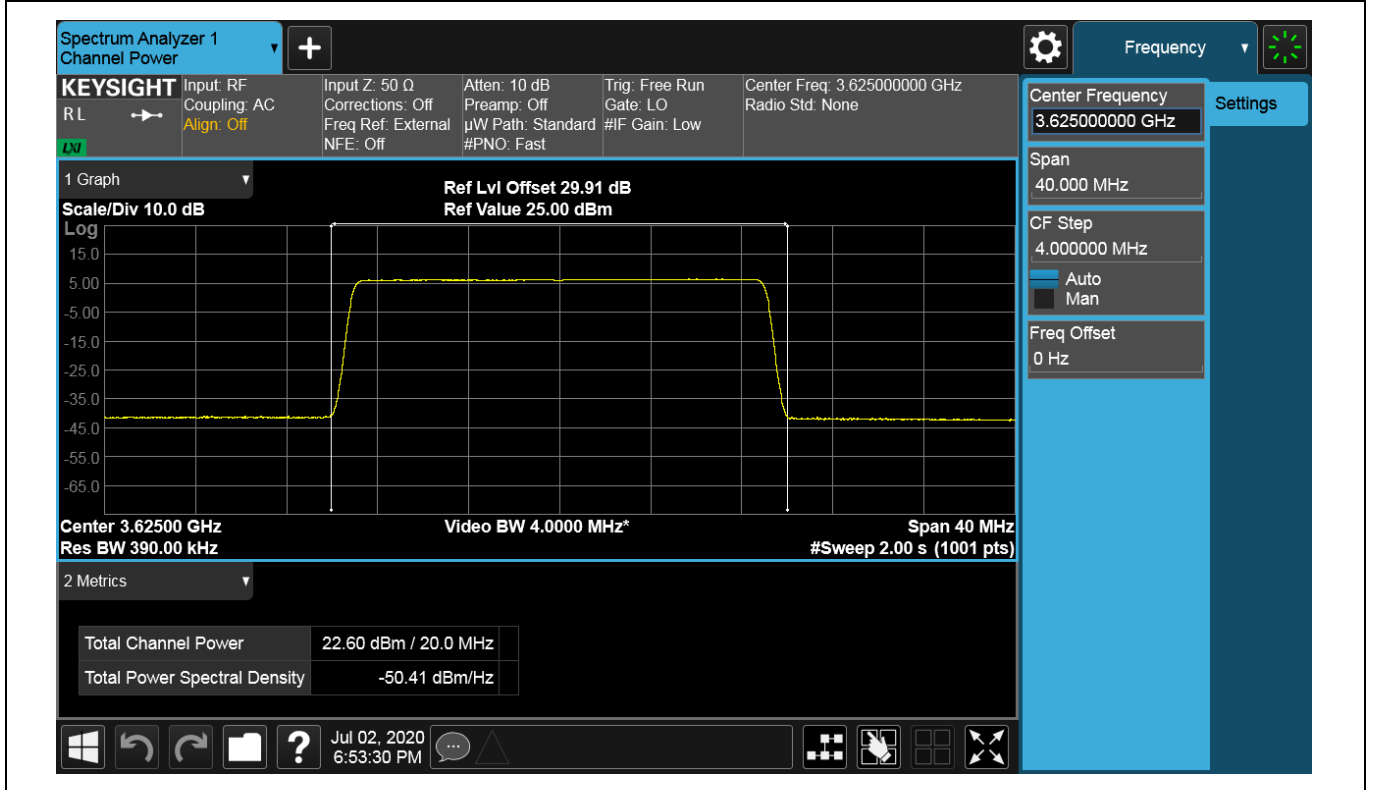 Spectrum Analyzer 1
Channel Power
+
Frequency
KEYSIGHT
RL
LXI
Input: RF
Coupling: AC
Align: Off
Input Z: 50 Ω
Corrections: Off
Freq Ref: External
NFE: Off
Atten: 10 dB
Preamp: Off
µW Path: Standard
#PNO: Fast
Trig: Free Run
Gate: LO
#IF Gain: Low
Center Freq: 3.625000000 GHz
Radio Std: None
Center Frequency
3.625000000 GHz
Settings
Span
40.000 MHz
CF Step
4.000000 MHz
Auto
Man
Freq Offset
0 Hz
1 Graph
Ref Lvl Offset 29.91 dB
Scale/Div 10.0 dB
Ref Value 25.00 dBm
Log
15.0
5.00
-5.00
-15.0
-25.0
-35.0
-45.0
-55.0
-65.0
Center 3.62500 GHz
Video BW 4.0000 MHz*
Span 40 MHz
Res BW 390.00 kHz
#Sweep 2.00 s (1001 pts)
2 Metrics
Total Channel Power 22.60 dBm / 20.0 MHz
Total Power Spectral Density -50.41 dBm/Hz
?
Jul 02, 2020
6:53:30 PM